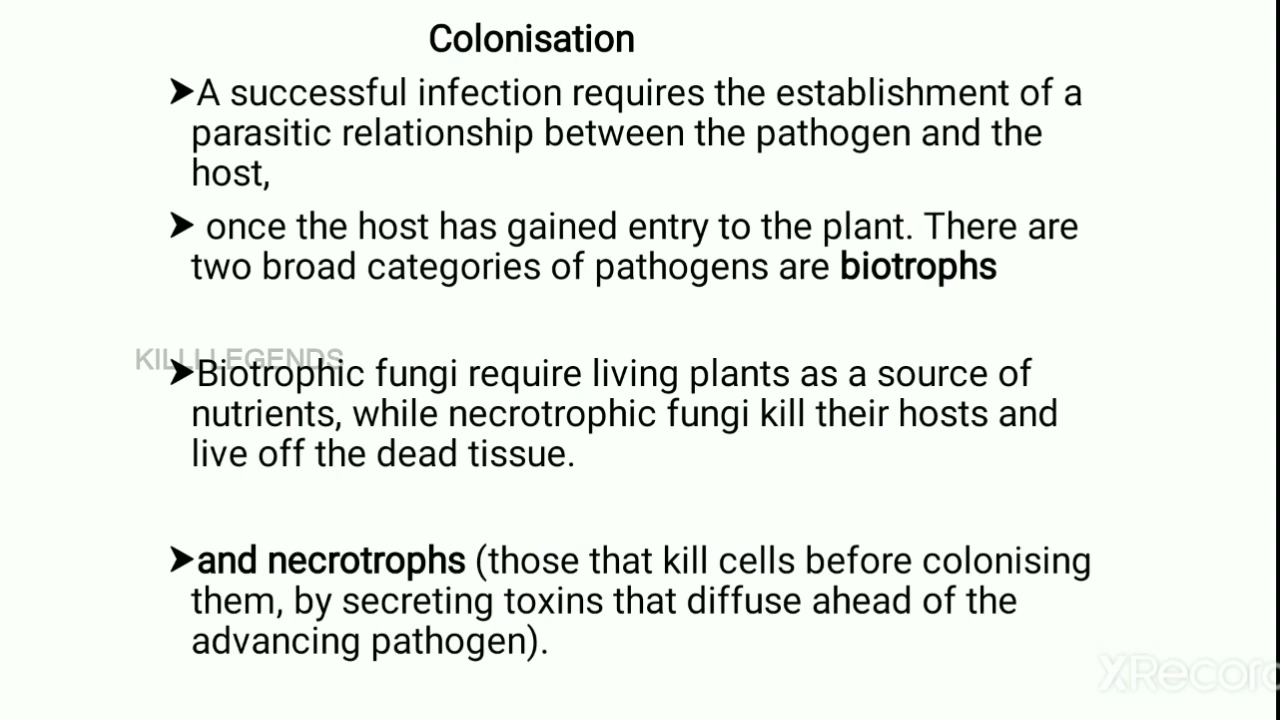 Colonisation
➤A successful infection requires the establishment of a
parasitic relationship between the pathogen and the
host,
➤ once the host has gained entry to the plant. There are
two broad categories of pathogens are biotrophs
KILLI LEGENDS
➤Biotrophic fungi require living plants as a source of
nutrients, while necrotrophic fungi kill their hosts and
live off the dead tissue.
➤and necrotrophs (those that kill cells before colonising
them, by secreting toxins that diffuse ahead of the
advancing pathogen).
XRecord